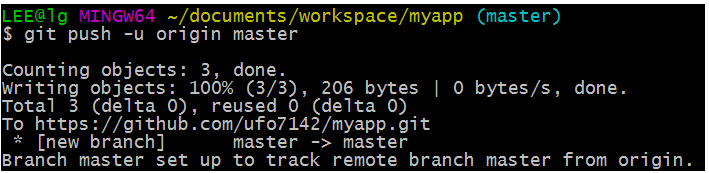 LEE@lg MINGW64 ~/documents/workspace/myapp (master)
$ git push -u origin master
Counting objects: 3, done.
Writing objects: 100% (3/3), 206 bytes | 0 bytes/s, done.
Total 3 (delta 0), reused 0 (delta 0)
To https://github.com/ufo7142/myapp.git
 * [new branch]      master -> master
Branch master set up to track remote branch master from origin.